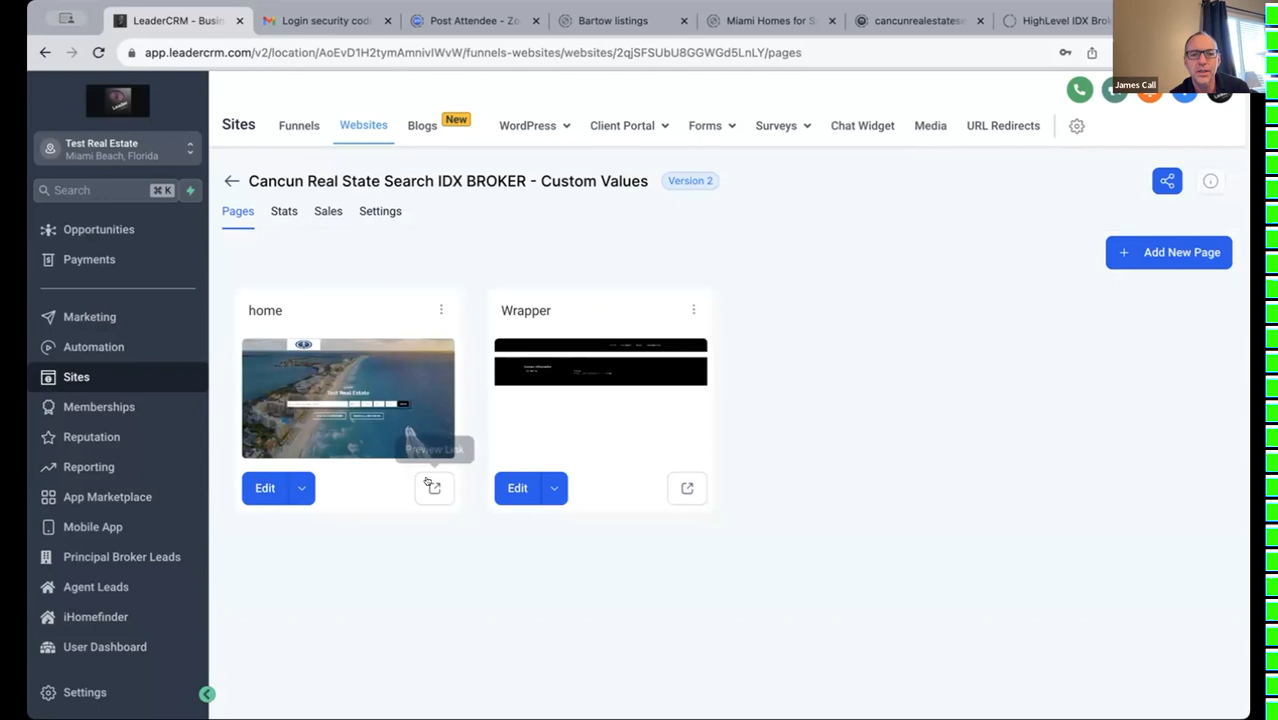 LeaderCRM - Busin
Login security cod
Post Attendee - Zo
Bartow listings
Miami Homes for S
cancunrealestatese
HighLevel IDX Brok
app.leadercrm.com/v2/location/AoEvD1H2tymAmnivIWvW/funnels-websites/websites/2qjSFSUbU8GGWGd5LnLY/pages
James Call
Leader
Test Real Estate
Miami Beach, Florida
Search
⌘ K
Opportunities
Payments
Marketing
Automation
Sites
Memberships
Reputation
Reporting
App Marketplace
Mobile App
Principal Broker Leads
Agent Leads
iHomefinder
User Dashboard
Settings
Sites
Funnels
Websites
Blogs
New
WordPress
Client Portal
Forms
Surveys
Chat Widget
Media
URL Redirects
Cancun Real State Search IDX BROKER - Custom Values
Version 2
Pages
Stats
Sales
Settings
+ Add New Page
home
Test Real Estate
Preview Link
Edit
Wrapper
Edit